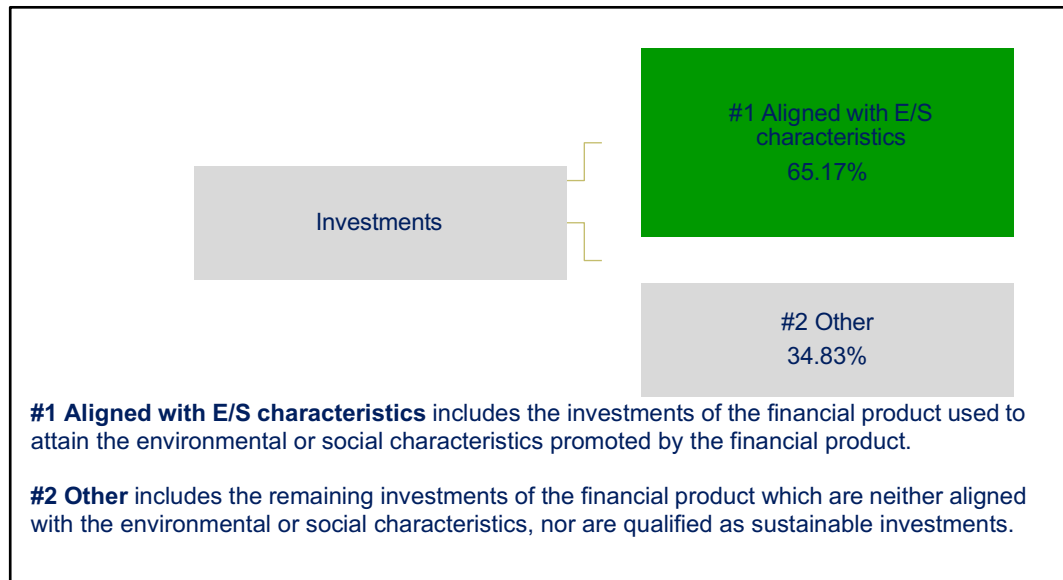 #1 Aligned with E/S
characteristics
65.17%
Investments
#2 Other
34.83%
#1 Aligned with E/S characteristics includes the investments of the financial product used to
attain the environmental or social characteristics promoted by the financial product.
#2 Other includes the remaining investments of the financial product which are neither aligned
with the environmental or social characteristics, nor are qualified as sustainable investments.